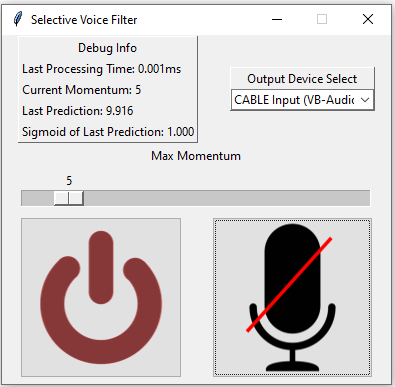 Selective Voice Filter
Debug Info
Last Processing Time: 0.001ms
Current Momentum: 5
Last Prediction: 9.916
Sigmoid of Last Prediction: 1.000
Output Device Select
CABLE Input (VB-Audio
Max Momentum
5